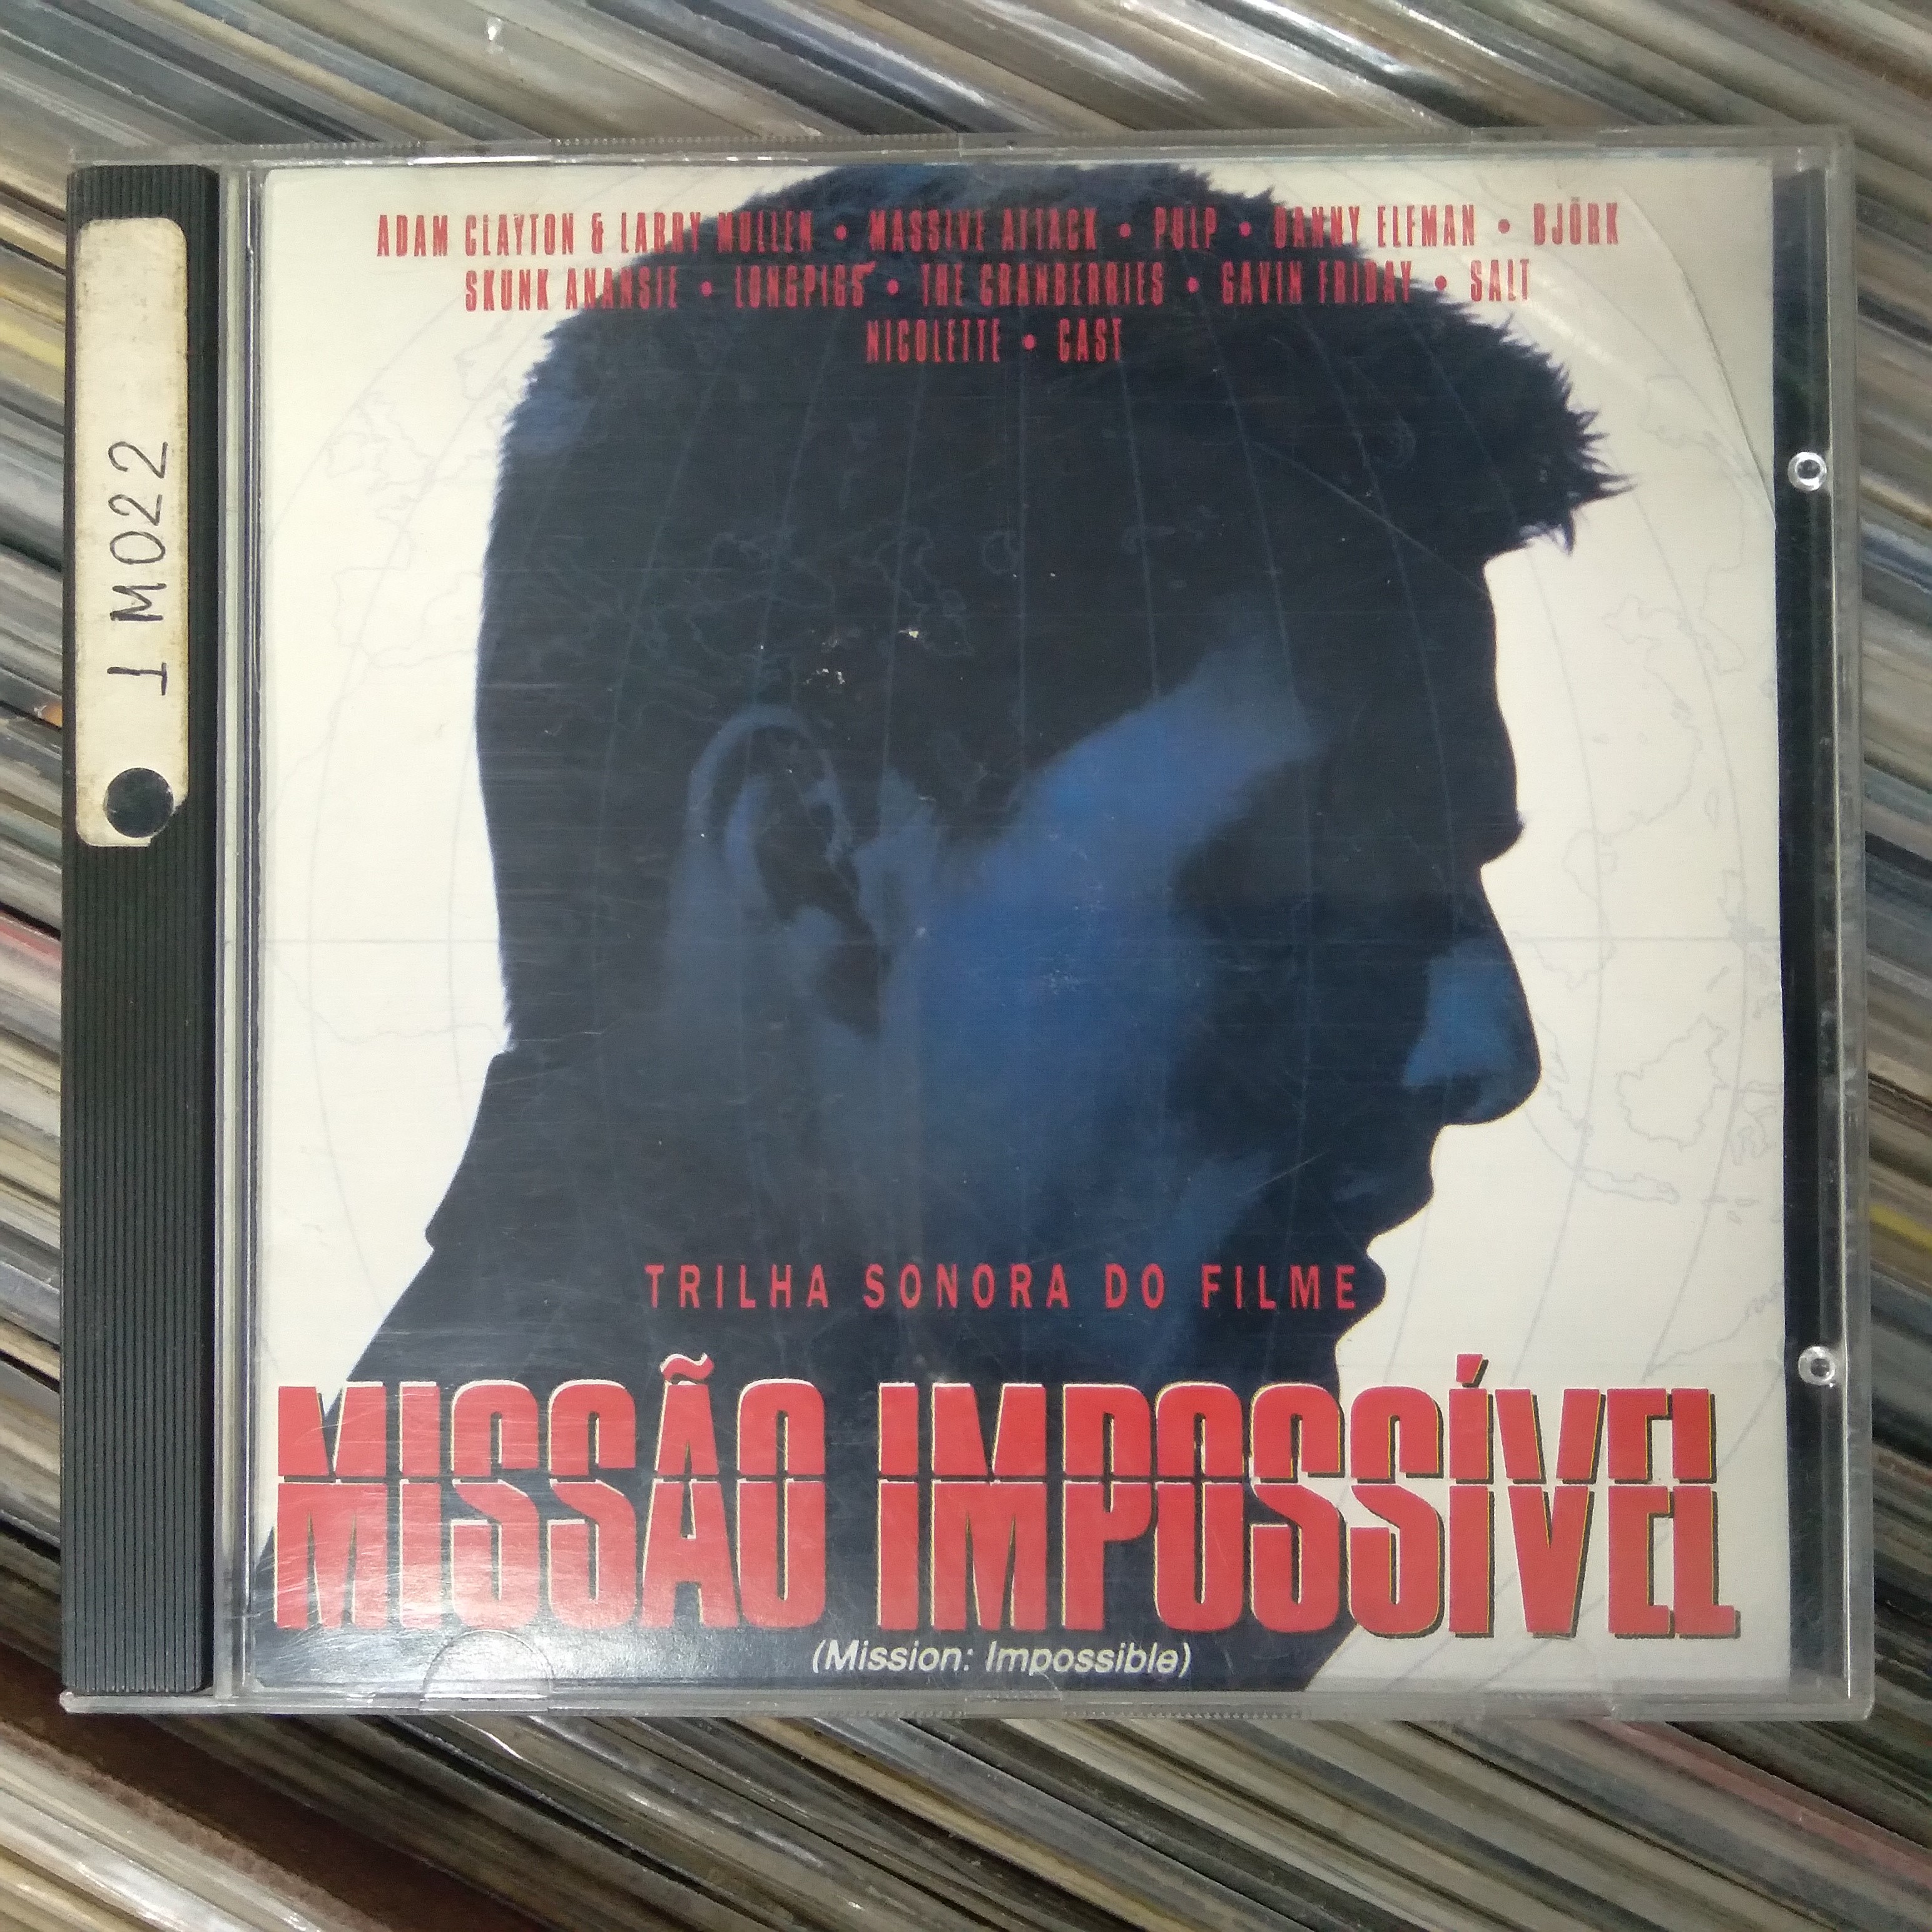 1 M022
ADAM CLAYTON & LARRY MULLEN • MASSIVE ATTACK • PULP • DANNY ELFMAN • BJÖRK
SKUNK ANANSIE • LONGPIGS • THE CRANBERRIES • GAVIN FRIDAY • SALT
NICOLETTE • CAST
TRILHA SONORA DO FILME
MISSÃO IMPOSSÍVEL
(Mission: Impossible)